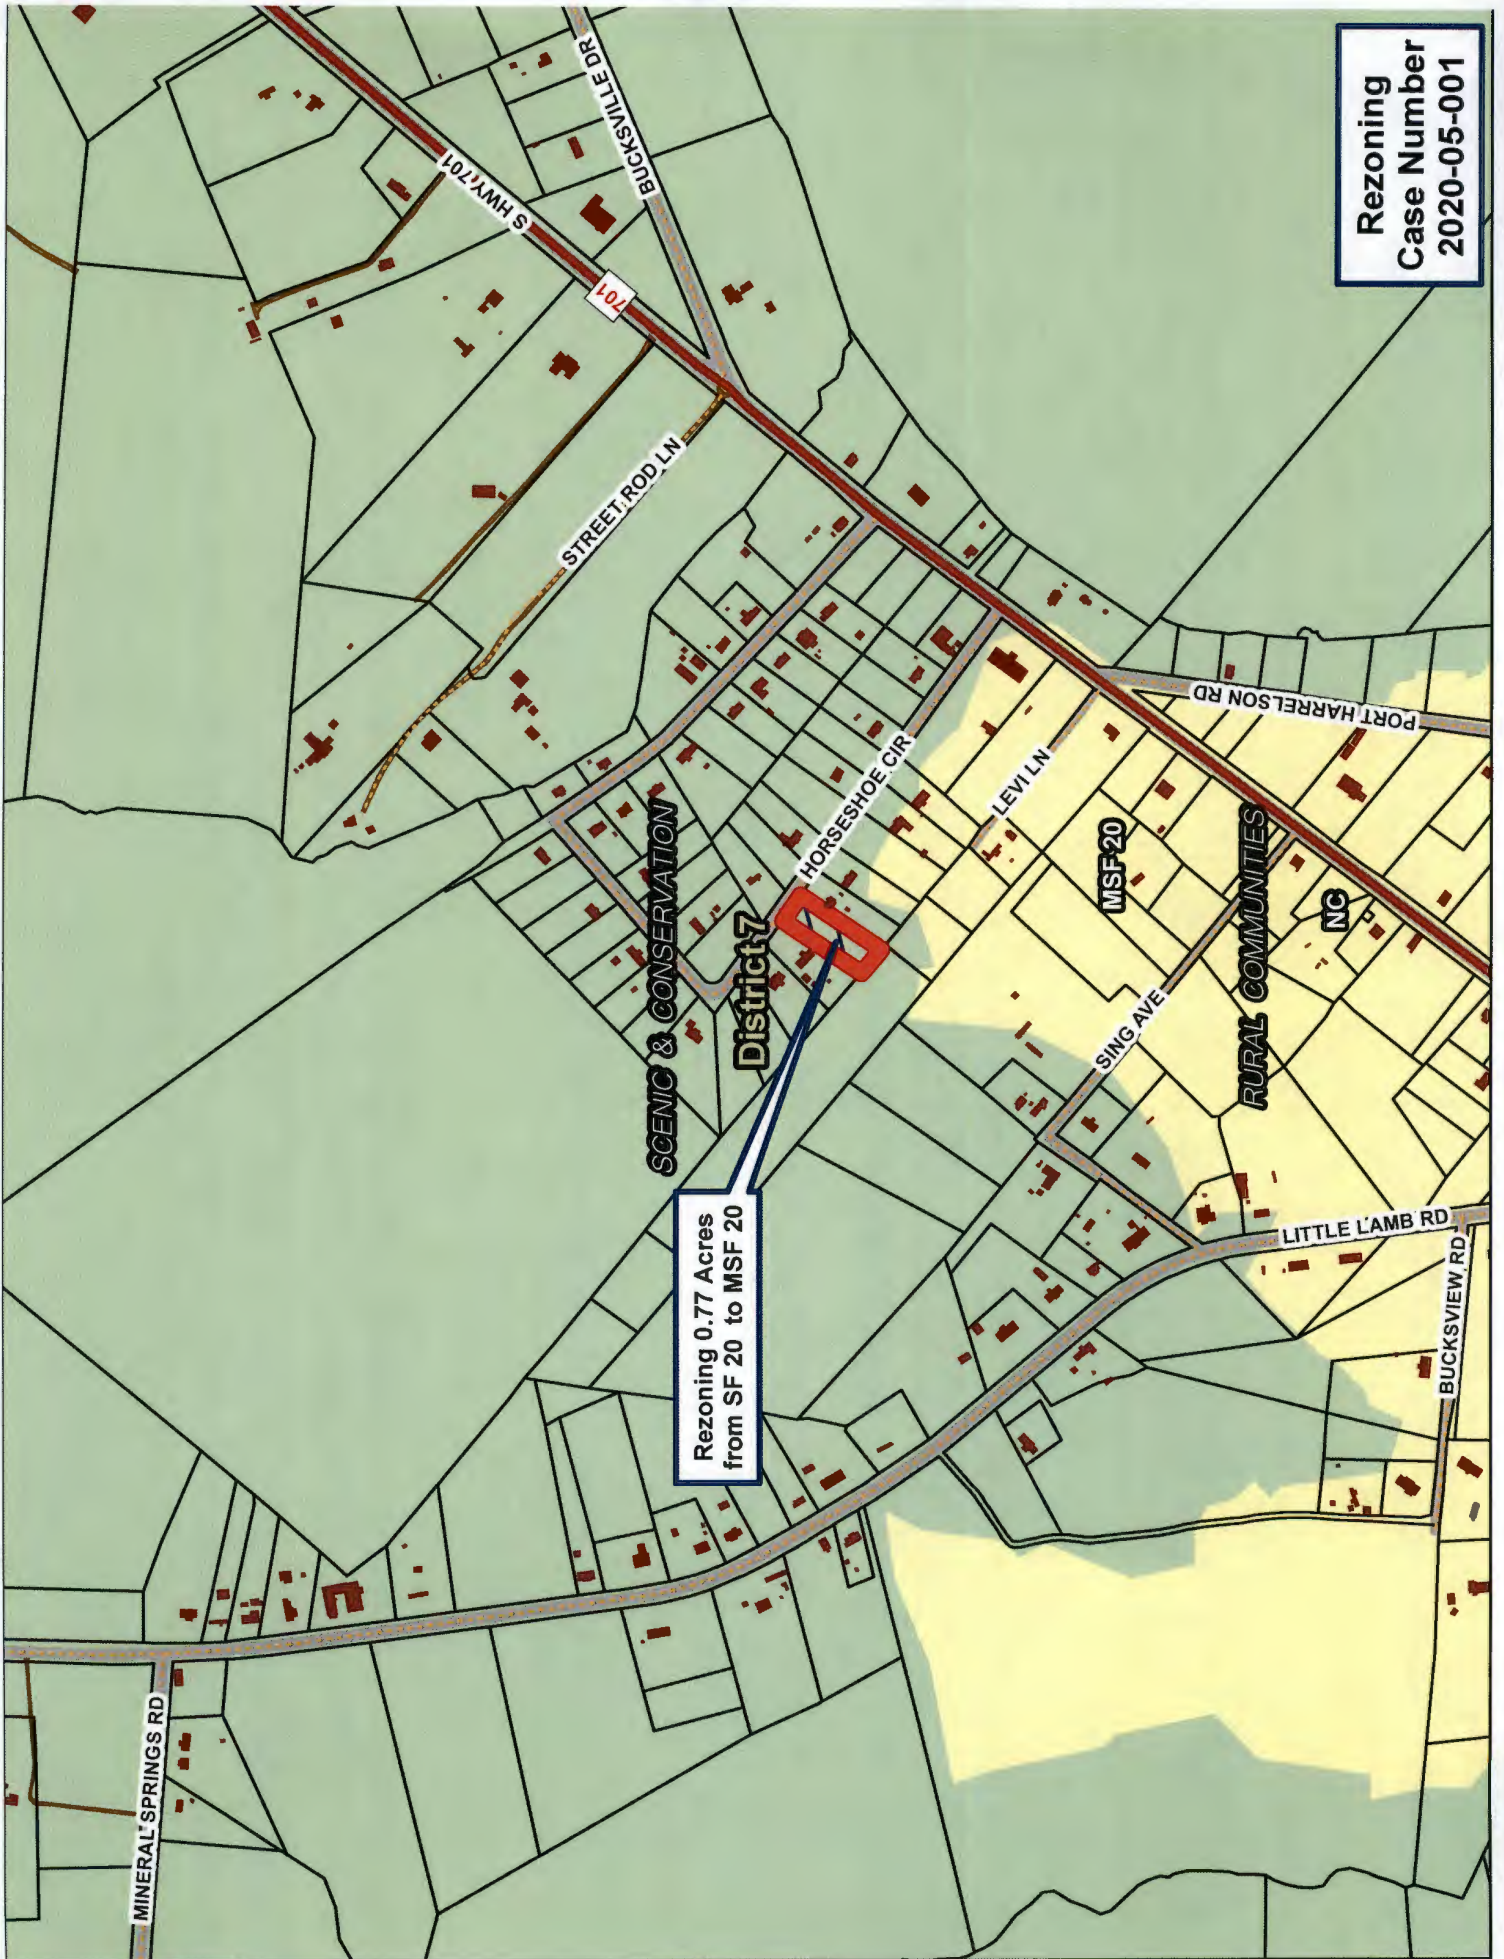 Rezoning
Case Number
2020-05-001
BUCKSVILLE DR
S HWY 701
701
STREET ROD LN
PORT HARRELSON RD
HORSESHOE CIR
LEVI LN
SCENIC & CONSERVATION
District 7
MSF 20
RURAL COMMUNITIES
NC
SING AVE
Rezoning 0.77 Acres
from SF 20 to MSF 20
LITTLE LAMB RD
BUCKSVIEW RD
MINERAL SPRINGS RD